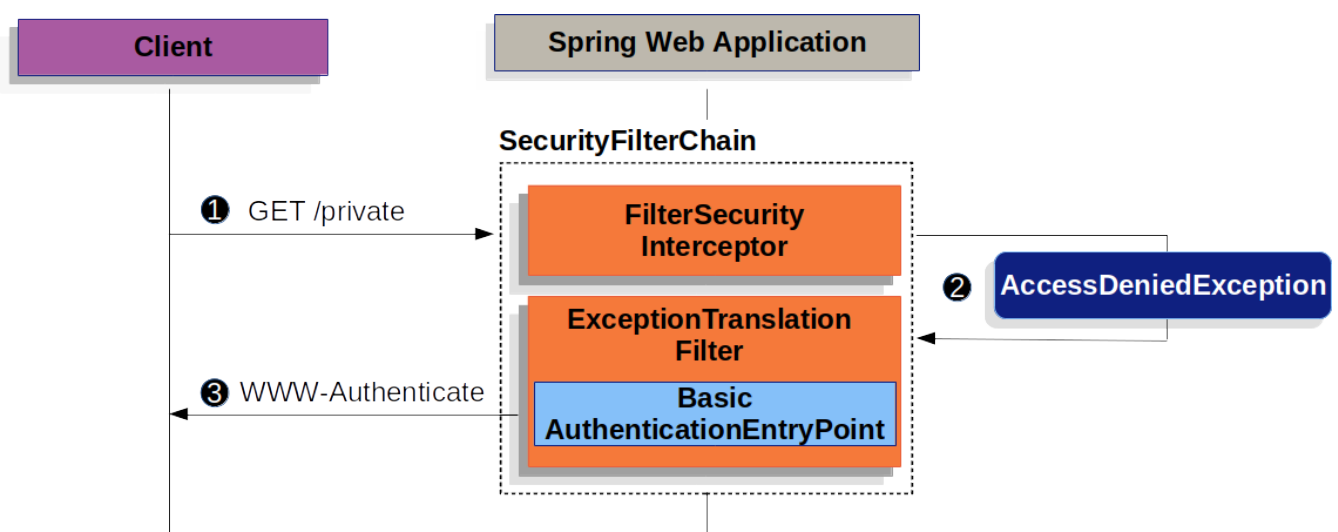 Client
Spring Web Application
SecurityFilterChain
❶ GET /private
FilterSecurity
Interceptor
❷ AccessDeniedException
ExceptionTranslation
Filter
❸ WWW-Authenticate
Basic
AuthenticationEntryPoint